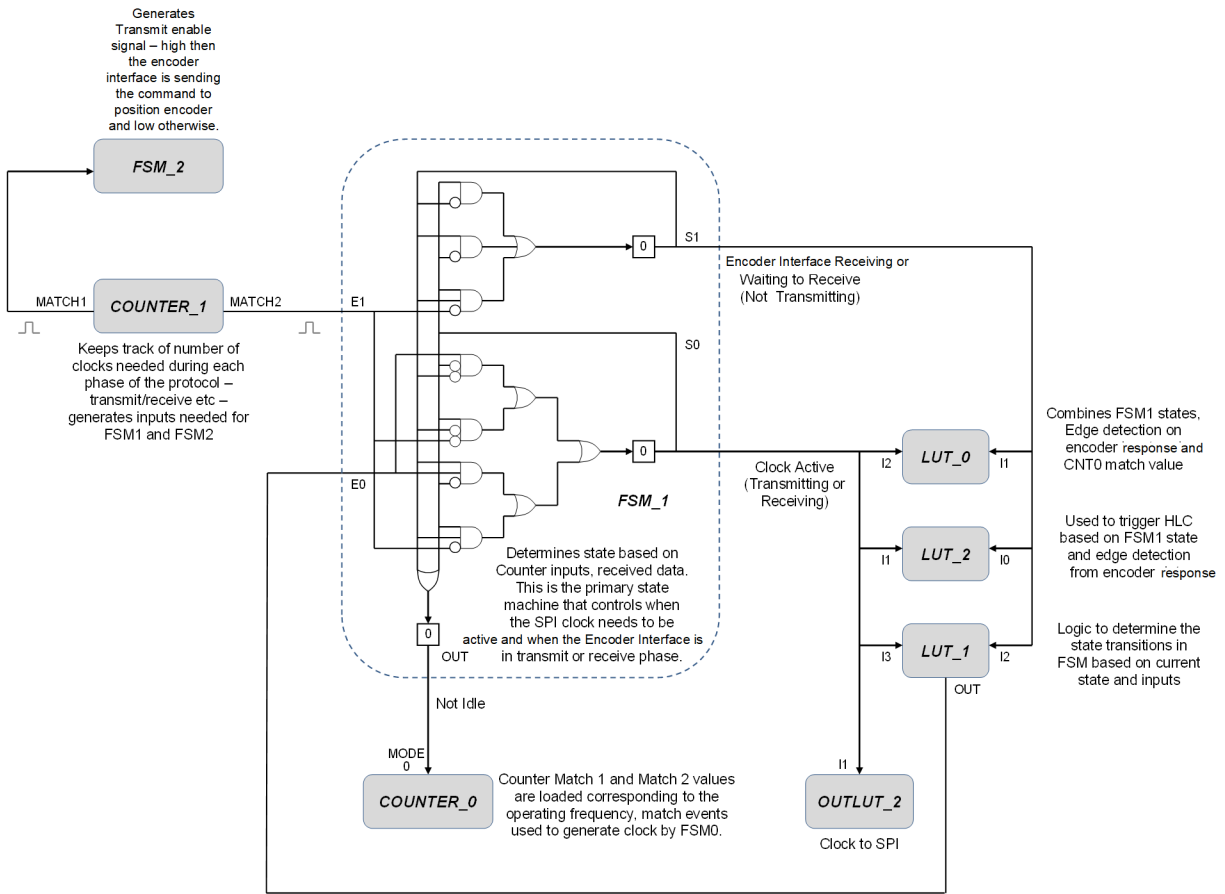 Generates
Transmit enable
signal – high then
the encoder
interface is sending
the command to
position encoder
and low otherwise.
FSM_2
MATCH1
COUNTER_1
MATCH2
Keeps track of number of
clocks needed during each
phase of the protocol –
transmit/receive etc –
generates inputs needed for
FSM1 and FSM2
E1
E0
0
S1
S0
0
FSM_1
Determines state based on
Counter inputs, received data.
This is the primary state
machine that controls when
the SPI clock needs to be
active and when the Encoder Interface is
in transmit or receive phase.
0
OUT
Not Idle
MODE
0
COUNTER_0
Counter Match 1 and Match 2 values
are loaded corresponding to the
operating frequency, match events
used to generate clock by FSM0.
Encoder Interface Receiving or
Waiting to Receive
(Not Transmitting)
Clock Active
(Transmitting or
Receiving)
I2
LUT_0
I1
Combines FSM1 states,
Edge detection on
encoder response and
CNT0 match value
I1
LUT_2
I0
Used to trigger HLC
based on FSM1 state
and edge detection
from encoder response
I3
LUT_1
I2
OUT
Logic to determine the
state transitions in
FSM based on current
state and inputs
I1
OUTLUT_2
Clock to SPI